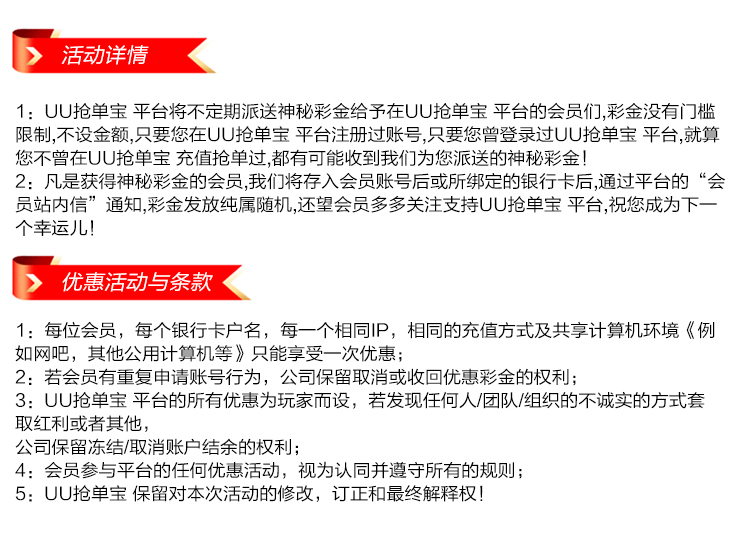 活动详情
1：UU抢单宝 平台将不定期派送神秘彩金给予在UU抢单宝 平台的会员们,彩金没有门槛
限制,不设金额,只要您在UU抢单宝 平台注册过账号,只要您曾登录过UU抢单宝 平台,就算
您不曾在UU抢单宝 充值抢单过,都有可能收到我们为您派送的神秘彩金！
2：凡是获得神秘彩金的会员,我们将存入会员账号后或所绑定的银行卡后,通过平台的“会
员站内信”通知,彩金发放纯属随机,还望会员多多关注支持UU抢单宝 平台,祝您成为下一
个幸运儿！
优惠活动与条款
1：每位会员，每个银行卡户名，每一个相同IP，相同的充值方式及共享计算机环境《例
如网吧，其他公用计算机等》只能享受一次优惠；
2：若会员有重复申请账号行为，公司保留取消或收回优惠彩金的权利；
3：UU抢单宝 平台的所有优惠为玩家而设，若发现任何人/团队/组织的不诚实的方式套
取红利或者其他，
公司保留冻结/取消账户结余的权利；
4：会员参与平台的任何优惠活动，视为认同并遵守所有的规则；
5：UU抢单宝 保留对本次活动的修改，订正和最终解释权！